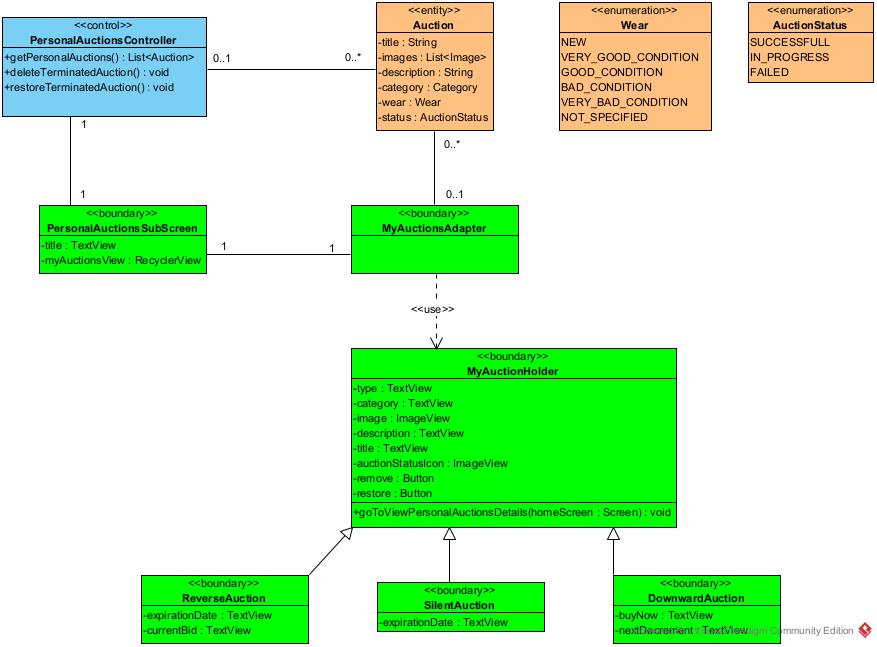 <<control>>
PersonalAuctionsController
+getPersonalAuctions() : List<Auction>
+deleteTerminatedAuction() : void
+restoreTerminatedAuction() : void
0..1
0..*
<<entity>>
Auction
-title : String
-images : List<Image>
-description : String
-category : Category
-wear : Wear
-status : AuctionStatus
<<enumeration>>
Wear
NEW
VERY_GOOD_CONDITION
GOOD_CONDITION
BAD_CONDITION
VERY_BAD_CONDITION
NOT_SPECIFIED
<<enumeration>>
AuctionStatus
SUCCESSFULL
IN_PROGRESS
FAILED
1
1
0..*
0..1
<<boundary>>
PersonalAuctionsSubScreen
-title : TextView
-myAuctionsView : RecyclerView
1
1
<<boundary>>
MyAuctionsAdapter
<<use>>
<<boundary>>
MyAuctionHolder
-type : TextView
-category : TextView
-image : ImageView
-description : TextView
-title : TextView
-auctionStatusIcon : ImageView
-remove : Button
-restore : Button
+goToViewPersonalAuctionsDetails(homeScreen : Screen) : void
<<boundary>>
ReverseAuction
-expirationDate : TextView
-currentBid : TextView
<<boundary>>
SilentAuction
-expirationDate : TextView
<<boundary>>
DownwardAuction
-buyNow : TextView
-nextDecrement : TextView
Community Edition